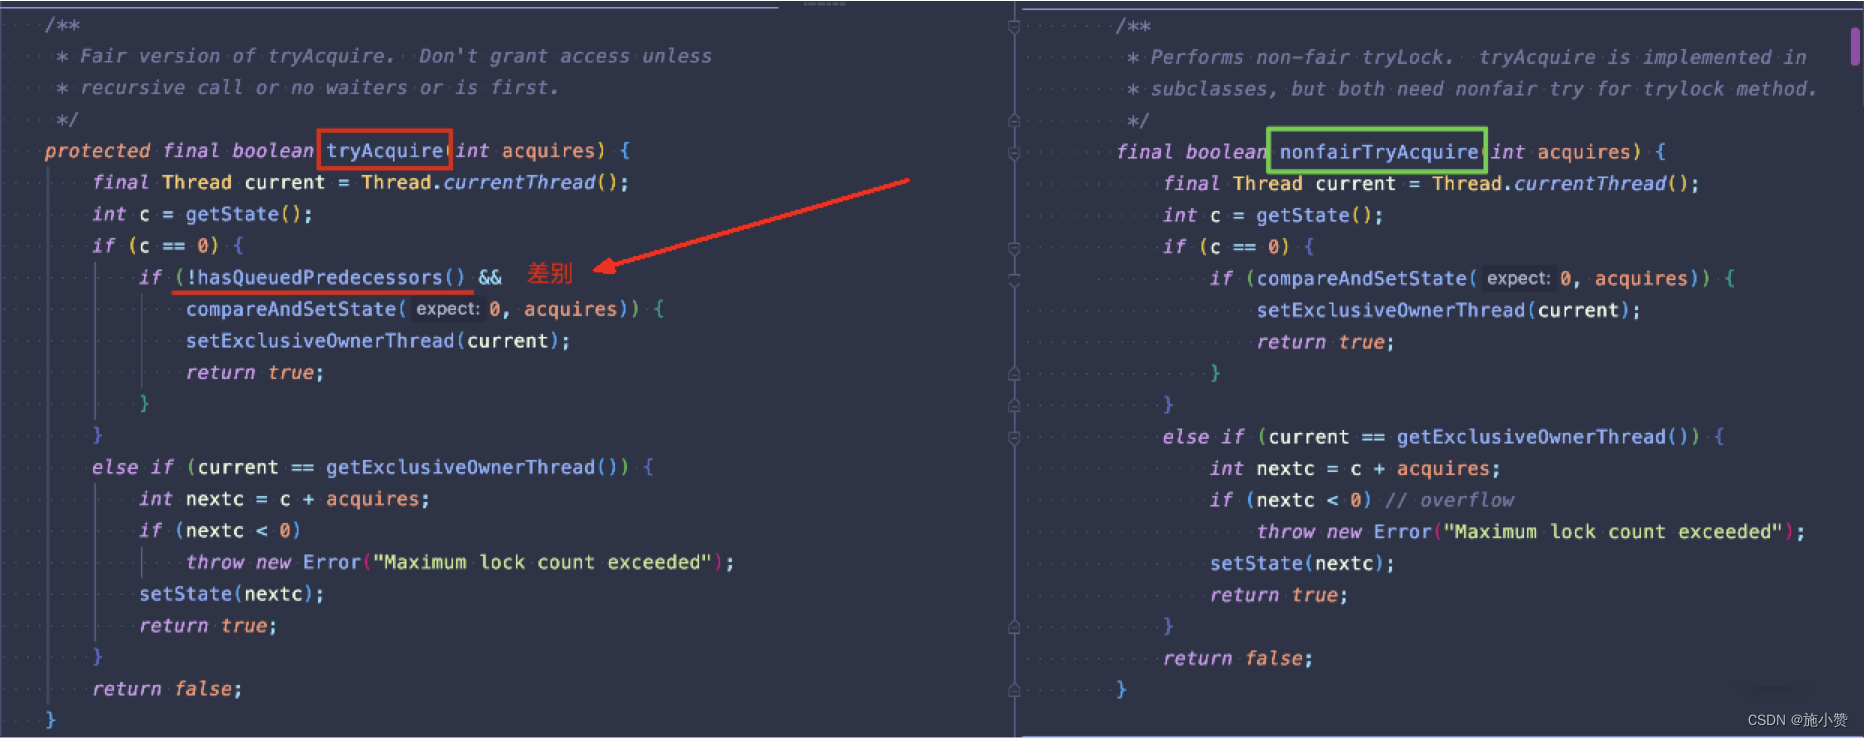 /**
* Fair version of tryAcquire.  Don't grant access unless
* recursive call or no waiters or is first.
*/
protected final boolean tryAcquire(int acquires) {
final Thread current = Thread.currentThread();
int c = getState();
if (c == 0) {
if (!hasQueuedPredecessors() && 差别
compareAndSetState( expect: 0, acquires)) {
setExclusiveOwnerThread(current);
return true;
}
}
else if (current == getExclusiveOwnerThread()) {
int nextc = c + acquires;
if (nextc < 0)
throw new Error("Maximum lock count exceeded");
setState(nextc);
return true;
}
return false;
}
/**
* Performs non-fair tryLock.  tryAcquire is implemented in
* subclasses, but both need nonfair try for trylock method.
*/
final boolean nonfairTryAcquire(int acquires) {
final Thread current = Thread.currentThread();
int c = getState();
if (c == 0) {
if (compareAndSetState( expect: 0, acquires)) {
setExclusiveOwnerThread(current);
return true;
}
}
else if (current == getExclusiveOwnerThread()) {
int nextc = c + acquires;
if (nextc < 0) // overflow
throw new Error("Maximum lock count exceeded");
setState(nextc);
return true;
}
return false;
}
CSDN @施小赞